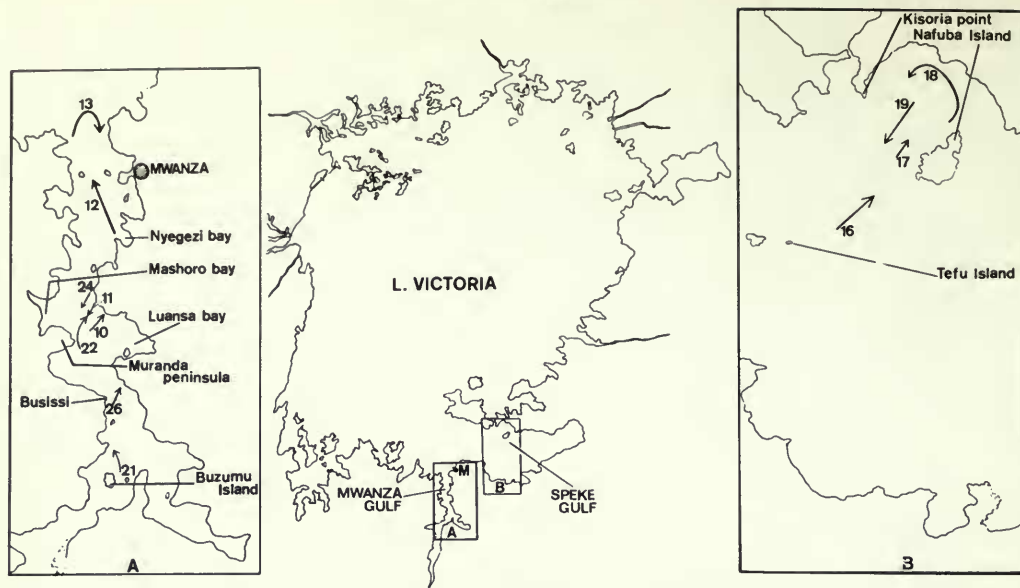 13
MWANZA
12
Nyegezi bay
Mashoro bay
24
11
Luansa bay
10
22
Muranda
peninsula
Busissi
26
21
Buzumu
Island
A
L. VICTORIA
M
MWANZA
GULF
B
SPEKE
GULF
A
Kisoria point
Nafuba Island
18
19
17
16
Tefu Island
B